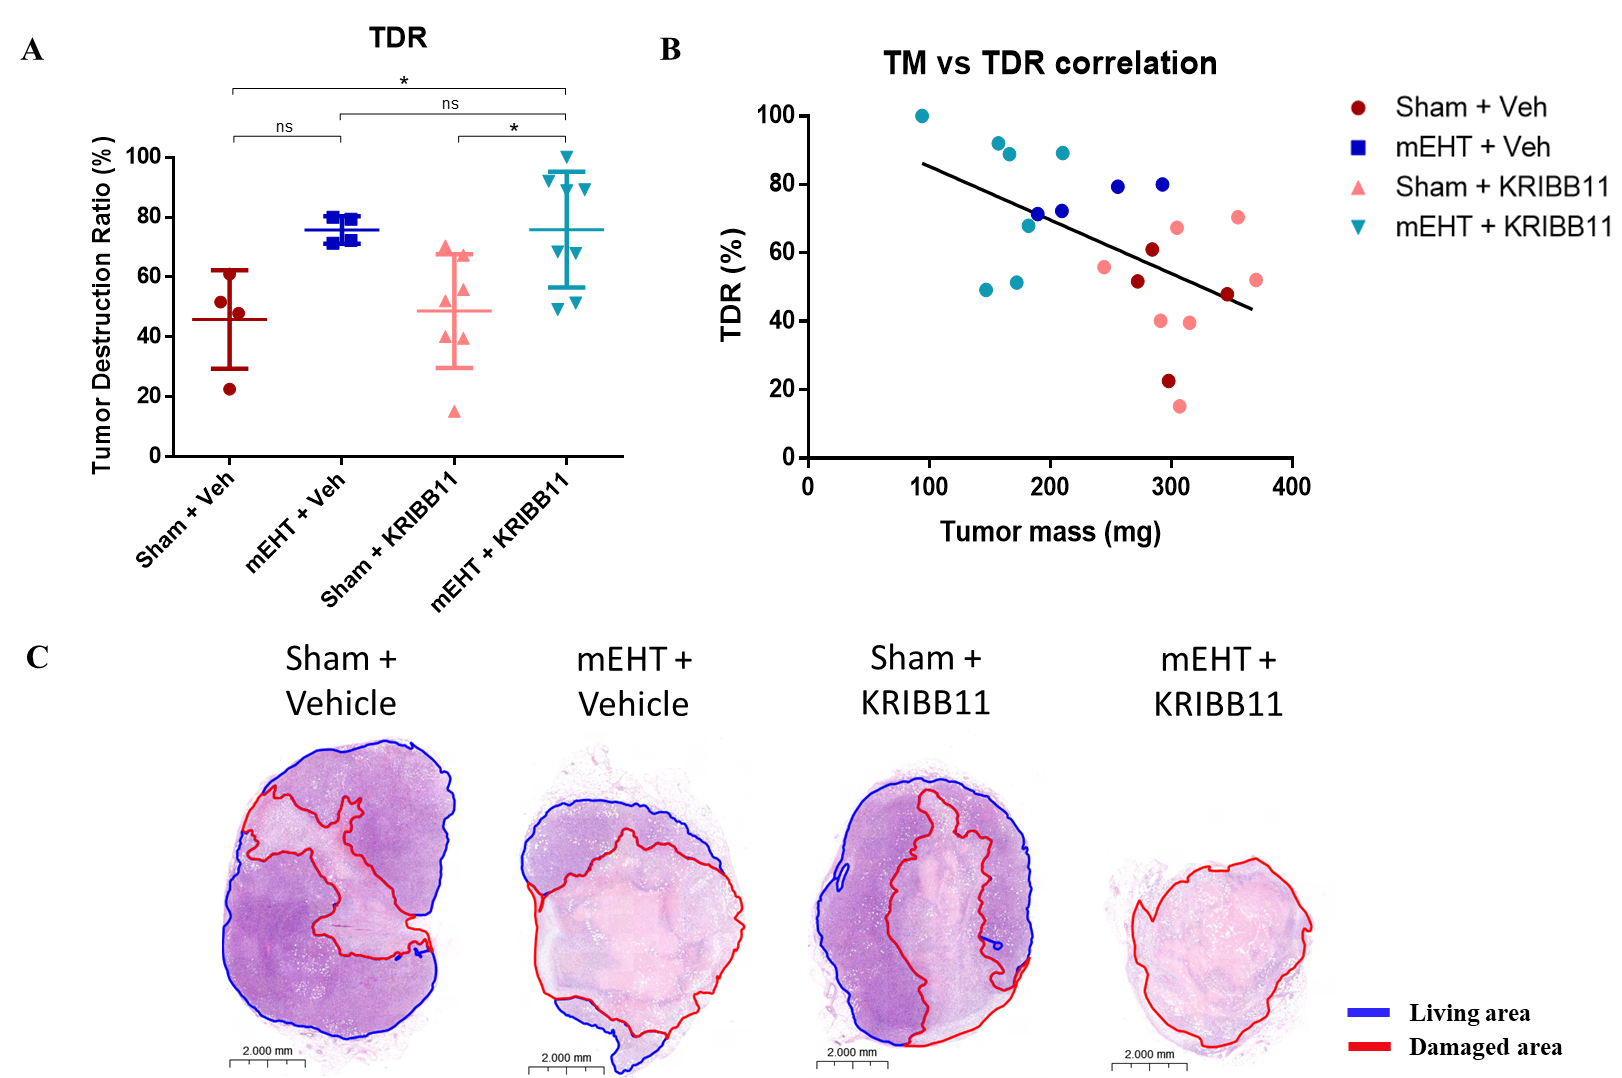 A
TDR
*
ns
ns
*
Tumor Destruction Ratio (%)
100
80
60
40
20
0
Sham + Veh
mEHT + Veh
Sham + KRIBB11
mEHT + KRIBB11
B
TM vs TDR correlation
TDR (%)
100
80
60
40
20
0
0
100
200
300
400
Tumor mass (mg)
Sham + Veh
mEHT + Veh
Sham + KRIBB11
mEHT + KRIBB11
C
Sham +
Vehicle
mEHT +
Vehicle
Sham +
KRIBB11
mEHT +
KRIBB11
2.000 mm
2.000 mm
2.000 mm
2.000 mm
Living area
Damaged area